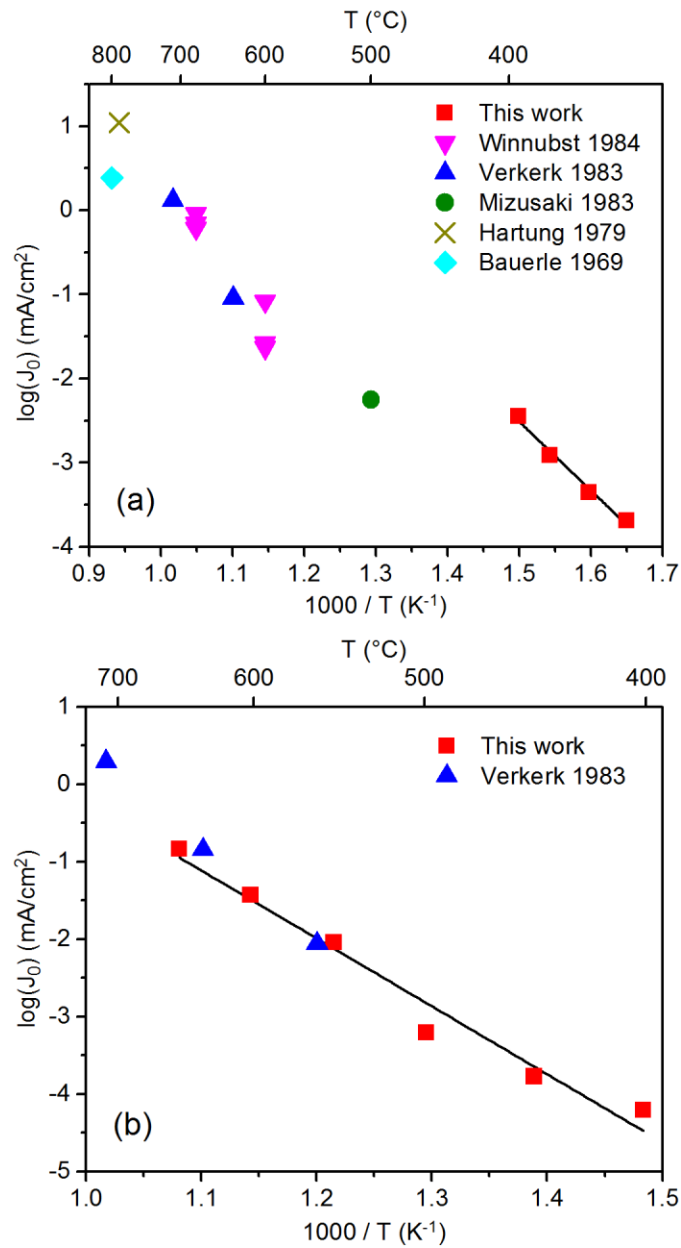 T (°C)
800 700 600 500 400
This work
Winnubst 1984
Verkerk 1983
Mizusaki 1983
Hartung 1979
Bauerle 1969
1
0
-1
-2
-3
-4
log(J₀) (mA/cm²)
(a)
0.9 1.0 1.1 1.2 1.3 1.4 1.5 1.6 1.7
1000 / T (K⁻¹)
T (°C)
700 600 500 400
This work
Verkerk 1983
1
0
-1
-2
-3
-4
-5
log(J₀) (mA/cm²)
(b)
1.0 1.1 1.2 1.3 1.4 1.5
1000 / T (K⁻¹)